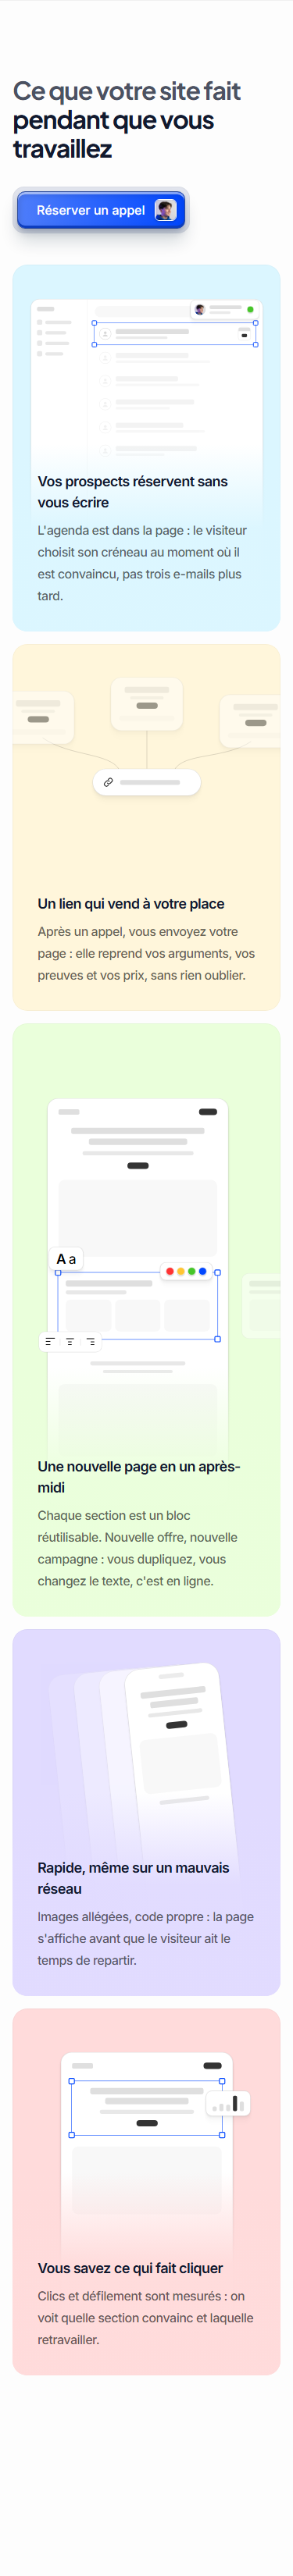 Ce que votre site fait
pendant que vous
travaillez
Réserver un appel
Vos prospects réservent sans
vous écrire
L'agenda est dans la page : le visiteur
choisit son créneau au moment où il
est convaincu, pas trois e-mails plus
tard.
Un lien qui vend à votre place
Après un appel, vous envoyez votre
page : elle reprend vos arguments, vos
preuves et vos prix, sans rien oublier.
A a
Une nouvelle page en un après-
midi
Chaque section est un bloc
réutilisable. Nouvelle offre, nouvelle
campagne : vous dupliquez, vous
changez le texte, c'est en ligne.
Rapide, même sur un mauvais
réseau
Images allégées, code propre : la page
s'affiche avant que le visiteur ait le
temps de repartir.
Vous savez ce qui fait cliquer
Clics et défilement sont mesurés : on
voit quelle section convainc et laquelle
retravailler.